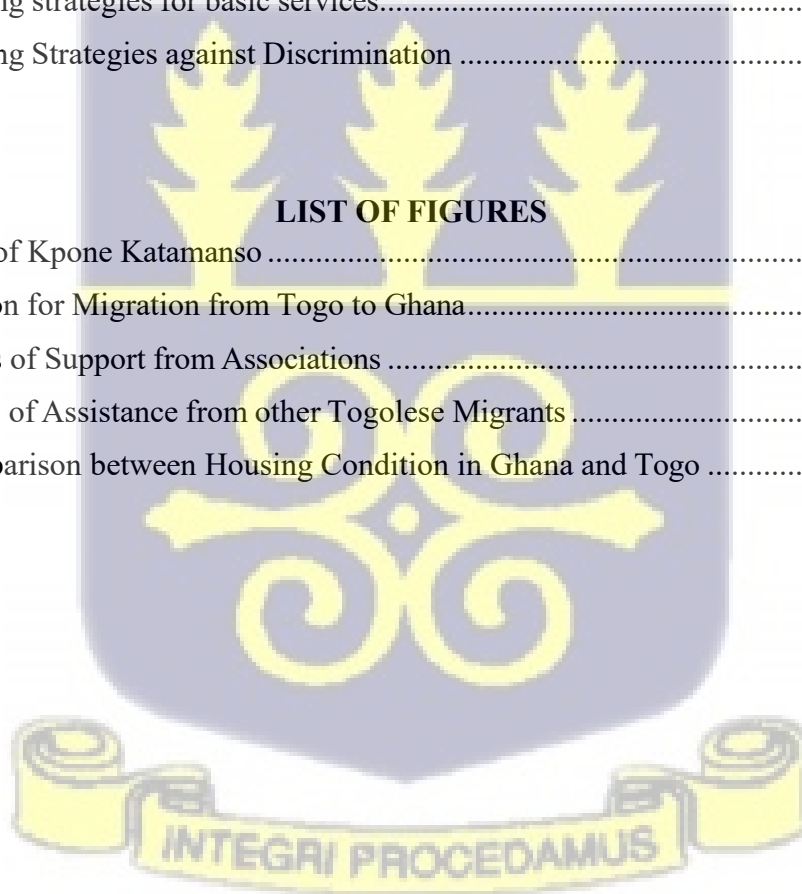 ng strategies for basic services
ng Strategies against Discrimination
LIST OF FIGURES
of Kpone Katamanso
on for Migration from Togo to Ghana
s of Support from Associations
of Assistance from other Togolese Migrants
parison between Housing Condition in Ghana and Togo
INTEGRI PROCEDAMUS